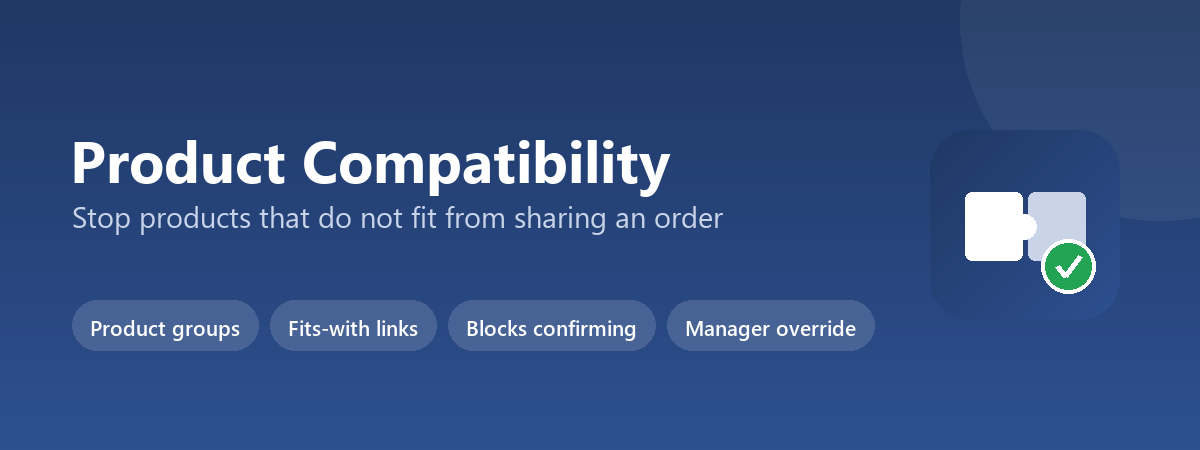 Product Compatibility
Stop products that do not fit from sharing an order
Product groups
Fits-with links
Blocks confirming
Manager override